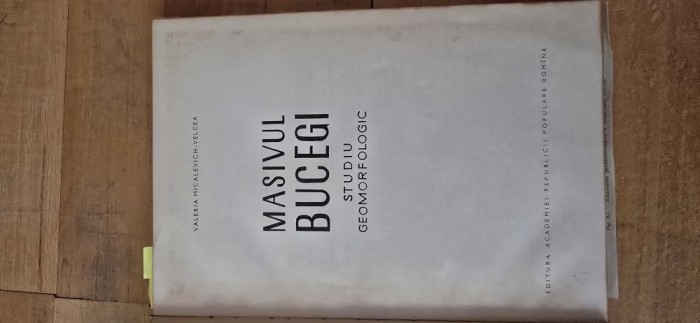 VALERIA MICALEVICH-VELCEA
MASIVUL
BUCEGI
STUDIU
GEOMORFOLOGIC
EDITURA ACADEMIEI REPUBLICII POPULARE ROMÎNE